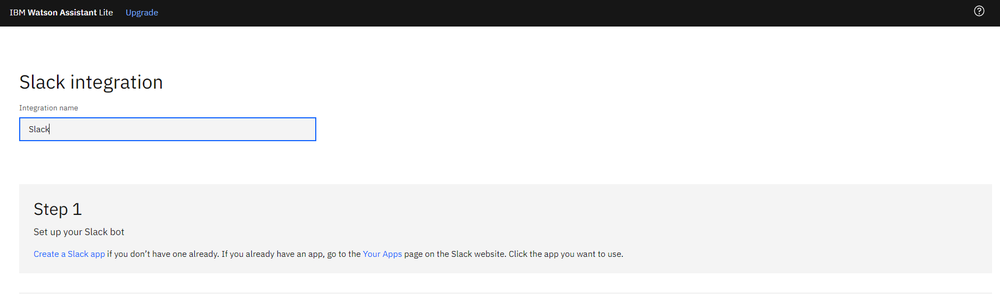 IBM Watson Assistant Lite Upgrade
Slack integration
Integration name
Slack
Step 1
Set up your Slack bot
Create a Slack app if you don’t have one already. If you already have an app, go to the Your Apps page on the Slack website. Click the app you want to use.